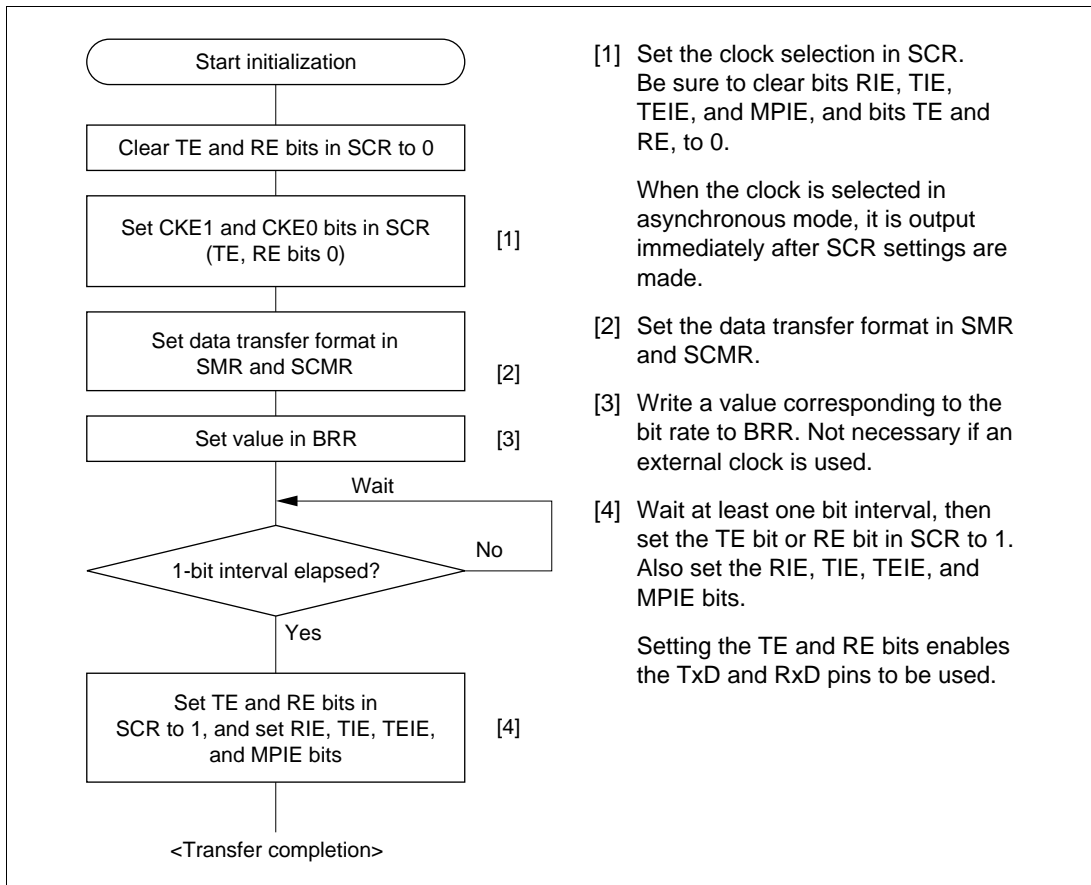 Start initialization
Clear TE and RE bits in SCR to 0
Set CKE1 and CKE0 bits in SCR
(TE, RE bits 0)
[1]
Set data transfer format in
SMR and SCMR
[2]
Set value in BRR
[3]
Wait
No
1-bit interval elapsed?
Yes
Set TE and RE bits in
SCR to 1, and set RIE, TIE, TEIE,
and MPIE bits
[4]
<Transfer completion>
[1] Set the clock selection in SCR.
Be sure to clear bits RIE, TIE,
TEIE, and MPIE, and bits TE and
RE, to 0.
When the clock is selected in
asynchronous mode, it is output
immediately after SCR settings are
made.
[2] Set the data transfer format in SMR
and SCMR.
[3] Write a value corresponding to the
bit rate to BRR. Not necessary if an
external clock is used.
[4] Wait at least one bit interval, then
set the TE bit or RE bit in SCR to 1.
Also set the RIE, TIE, TEIE, and
MPIE bits.
Setting the TE and RE bits enables
the TxD and RxD pins to be used.